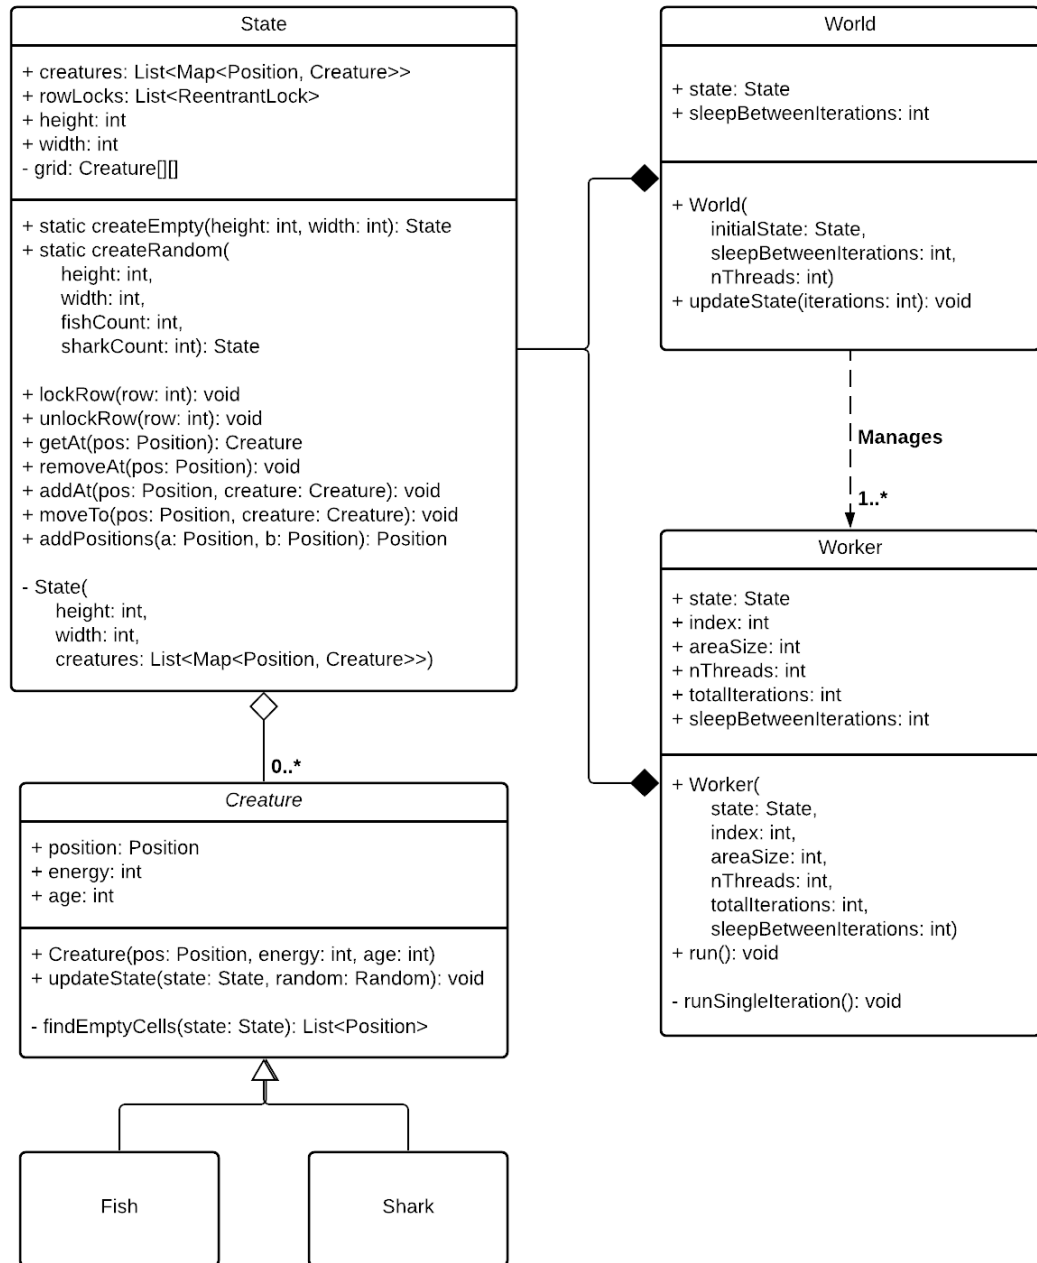 State
+ creatures: List<Map<Position, Creature>>
+ rowLocks: List<ReentrantLock>
+ height: int
+ width: int
- grid: Creature[][]
+ static createEmpty(height: int, width: int): State
+ static createRandom(
height: int,
width: int,
fishCount: int,
sharkCount: int): State
+ lockRow(row: int): void
+ unlockRow(row: int): void
+ getAt(pos: Position): Creature
+ removeAt(pos: Position): void
+ addAt(pos: Position, creature: Creature): void
+ moveTo(pos: Position, creature: Creature): void
+ addPositions(a: Position, b: Position): Position
- State(
height: int,
width: int,
creatures: List<Map<Position, Creature>>)
0..*
Creature
+ position: Position
+ energy: int
+ age: int
+ Creature(pos: Position, energy: int, age: int)
+ updateState(state: State, random: Random): void
- findEmptyCells(state: State): List<Position>
Fish
Shark
World
+ state: State
+ sleepBetweenIterations: int
+ World(
initialState: State,
sleepBetweenIterations: int,
nThreads: int)
+ updateState(iterations: int): void
Manages
1..*
Worker
+ state: State
+ index: int
+ areaSize: int
+ nThreads: int
+ totalIterations: int
+ sleepBetweenIterations: int
+ Worker(
state: State,
index: int,
areaSize: int,
nThreads: int,
totalIterations: int,
sleepBetweenIterations: int)
+ run(): void
- runSingleIteration(): void